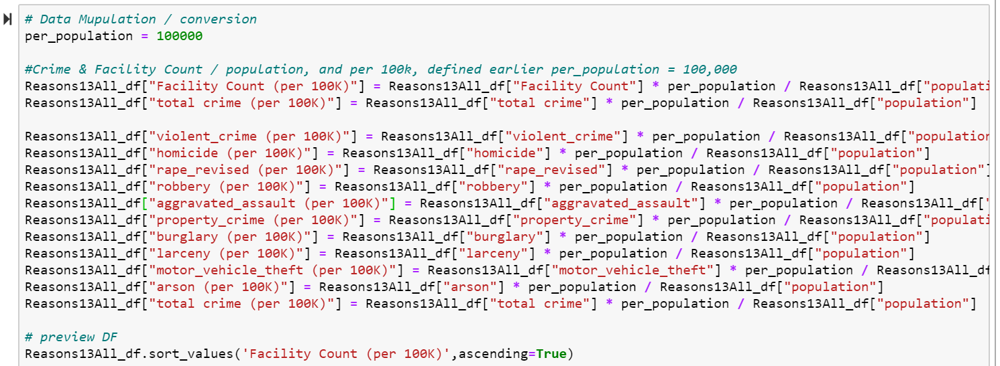 # Data Mupulation / conversion
per_population = 100000
#Crime & Facility Count / population, and per 100k, defined earlier per_population = 100,000
Reasons13All_df["Facility Count (per 100K)"] = Reasons13All_df["Facility Count"] * per_population / Reasons13All_df["populati
Reasons13All_df["total crime (per 100K)"] = Reasons13All_df["total crime"] * per_population / Reasons13All_df["population"]
Reasons13All_df["violent_crime (per 100K)"] = Reasons13All_df["violent_crime"] * per_population / Reasons13All_df["population
Reasons13All_df["homicide (per 100K)"] = Reasons13All_df["homicide"] * per_population / Reasons13All_df["population"]
Reasons13All_df["rape_revised (per 100K)"] = Reasons13All_df["rape_revised"] * per_population / Reasons13All_df["population"]
Reasons13All_df["robbery (per 100K)"] = Reasons13All_df["robbery"] * per_population / Reasons13All_df["population"]
Reasons13All_df["aggravated_assault (per 100K)"] = Reasons13All_df["aggravated_assault"] * per_population / Reasons13All_df["
Reasons13All_df["property_crime (per 100K)"] = Reasons13All_df["property_crime"] * per_population / Reasons13All_df["populati
Reasons13All_df["burglary (per 100K)"] = Reasons13All_df["burglary"] * per_population / Reasons13All_df["population"]
Reasons13All_df["larceny (per 100K)"] = Reasons13All_df["larceny"] * per_population / Reasons13All_df["population"]
Reasons13All_df["motor_vehicle_theft (per 100K)"] = Reasons13All_df["motor_vehicle_theft"] * per_population / Reasons13All_df
Reasons13All_df["arson (per 100K)"] = Reasons13All_df["arson"] * per_population / Reasons13All_df["population"]
Reasons13All_df["total crime (per 100K)"] = Reasons13All_df["total crime"] * per_population / Reasons13All_df["population"]
# preview DF
Reasons13All_df.sort_values('Facility Count (per 100K)',ascending=True)